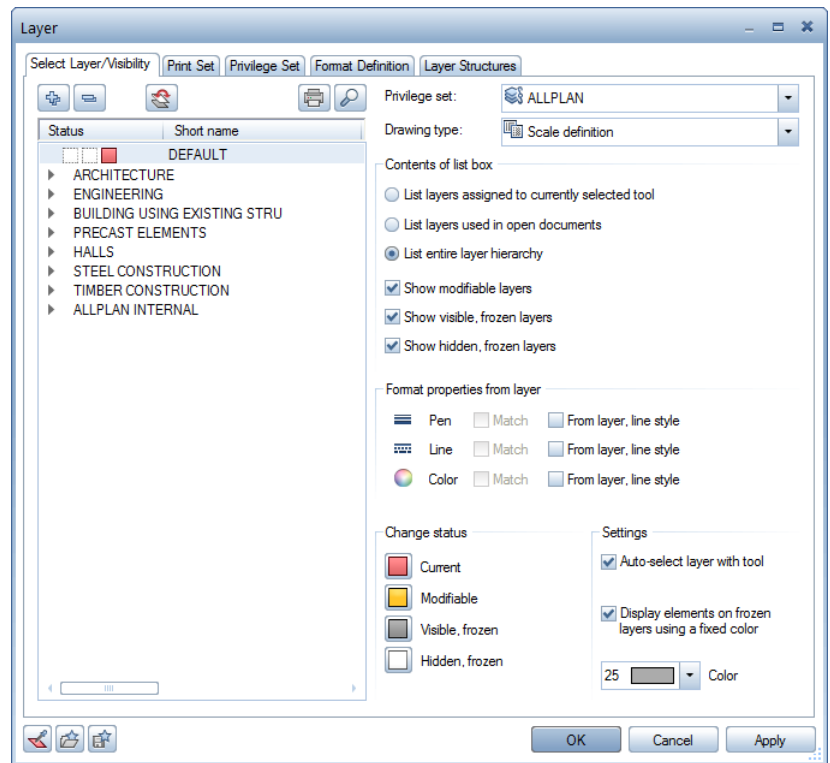 Layer
Select Layer/Visibility Print Set Privilege Set Format Definition Layer Structures
Status Short name
DEFAULT
ARCHITECTURE
ENGINEERING
BUILDING USING EXISTING STRU
PRECAST ELEMENTS
HALLS
STEEL CONSTRUCTION
TIMBER CONSTRUCTION
ALLPLAN INTERNAL
Privilege set: ALLPLAN
Drawing type: Scale definition
Contents of list box
List layers assigned to currently selected tool
List layers used in open documents
List entire layer hierarchy
Show modifiable layers
Show visible, frozen layers
Show hidden, frozen layers
Format properties from layer
Pen Match From layer, line style
Line Match From layer, line style
Color Match From layer, line style
Change status
Current
Modifiable
Visible, frozen
Hidden, frozen
Settings
Auto-select layer with tool
Display elements on frozen
layers using a fixed color
25 Color
OK Cancel Apply